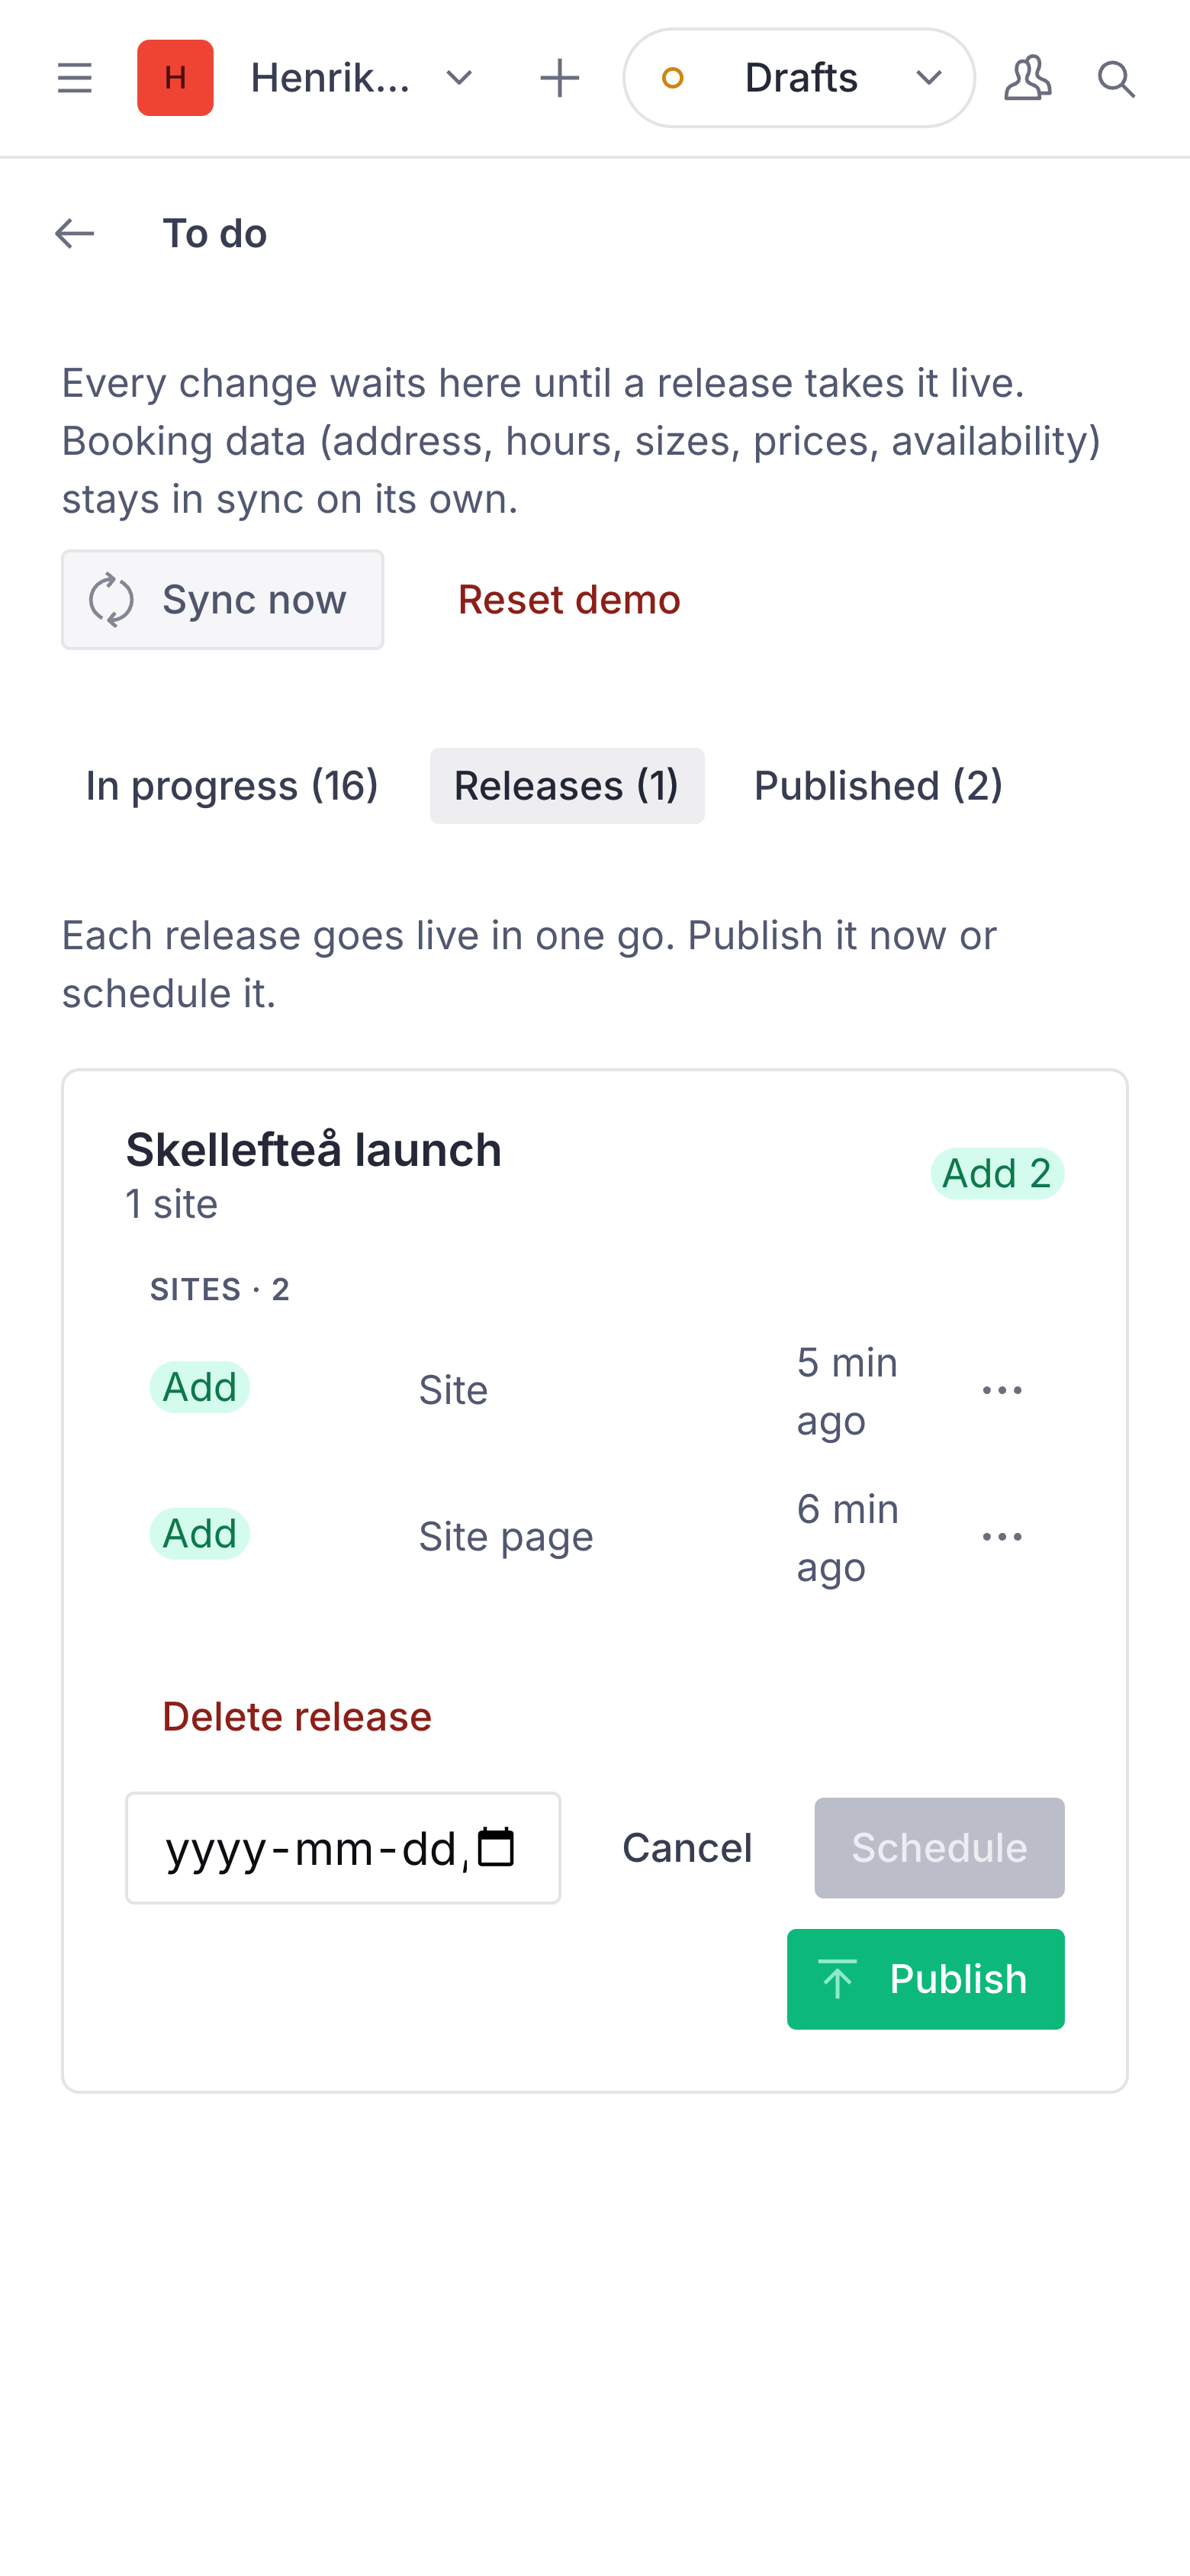 H Henrik... Drafts
To do
Every change waits here until a release takes it live.
Booking data (address, hours, sizes, prices, availability)
stays in sync on its own.
Sync now Reset demo
In progress (16) Releases (1) Published (2)
Each release goes live in one go. Publish it now or
schedule it.
Skellefteå launch
Add 2
1 site
SITES · 2
Add Site 5 min
ago
Add Site page 6 min
ago
Delete release
yyyy-mm-dd, Cancel Schedule
Publish